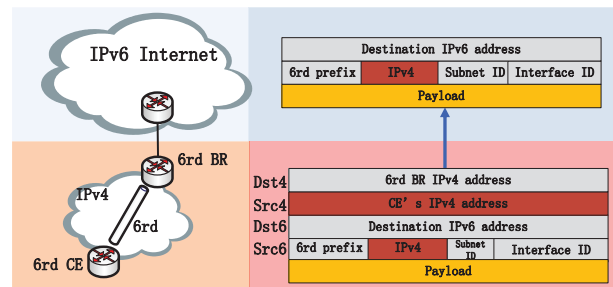 IPv6 Internet
6rd BR
IPv4
6rd
6rd CE
Destination IPv6 address
6rd prefix IPv4 Subnet ID Interface ID
Payload
Dst4 6rd BR IPv4 address
Src4 CE's IPv4 address
Dst6 Destination IPv6 address
Src6 6rd prefix IPv4 Subnet ID Interface ID
Payload